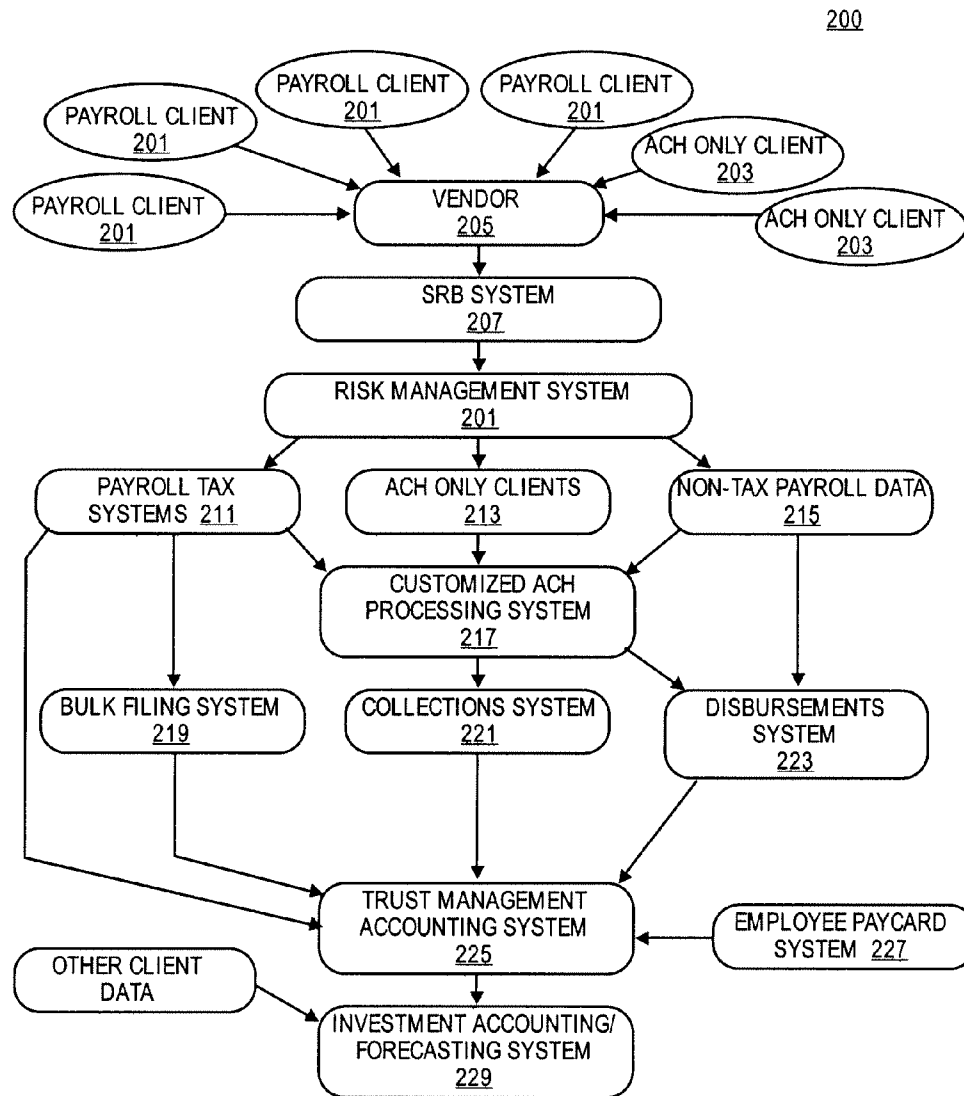 200
PAYROLL CLIENT
201
PAYROLL CLIENT
201
PAYROLL CLIENT
201
ACH ONLY CLIENT
203
PAYROLL CLIENT
201
VENDOR
205
ACH ONLY CLIENT
203
SRB SYSTEM
207
RISK MANAGEMENT SYSTEM
201
PAYROLL TAX
SYSTEMS 211
ACH ONLY CLIENTS
213
NON-TAX PAYROLL DATA
215
CUSTOMIZED ACH
PROCESSING SYSTEM
217
BULK FILING SYSTEM
219
COLLECTIONS SYSTEM
221
DISBURSEMENTS
SYSTEM
223
TRUST MANAGEMENT
ACCOUNTING SYSTEM
225
EMPLOYEE PAYCARD
SYSTEM 227
OTHER CLIENT
DATA
INVESTMENT ACCOUNTING/
FORECASTING SYSTEM
229